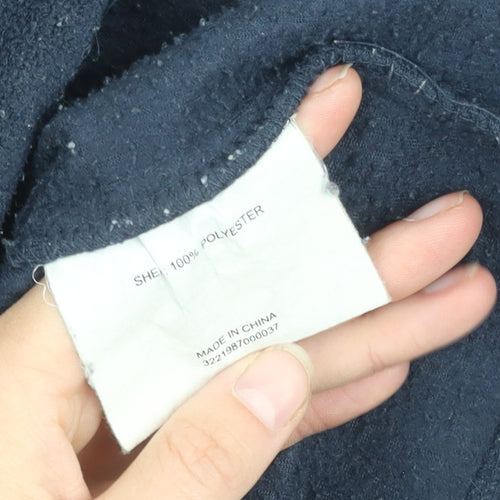 SHELL: 100% POLYESTER
MADE IN CHINA
3221987000037